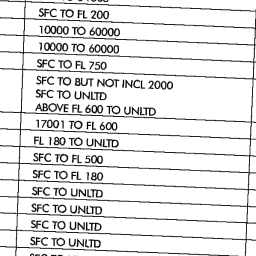 SFC TO FL 200
10000 TO 60000
10000 TO 60000
SFC TO FL 750
SFC TO BUT NOT INCL 2000
SFC TO UNLTD
ABOVE FL 600 TO UNLTD
17001 TO FL 600
FL 180 TO UNLTD
SFC TO FL 500
SFC TO FL 180
SFC TO UNLTD
SFC TO UNLTD
SFC TO UNLTD
SFC TO UNLTD